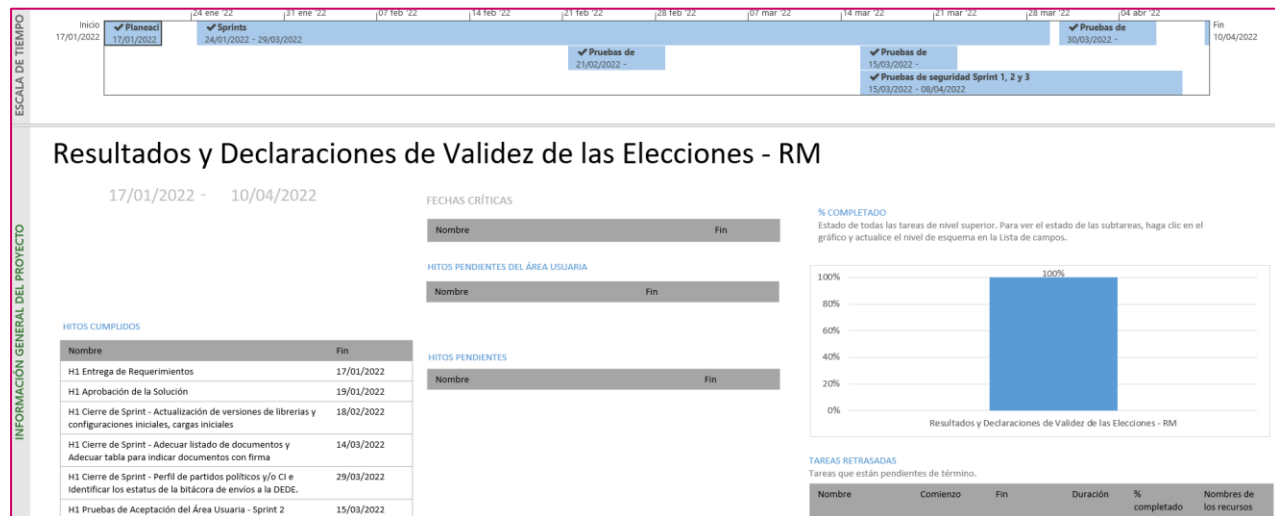 ESCALA DE TIEMPO
24 ene '22 31 ene '22 07 feb '22 14 feb '22 21 feb '22 28 feb '22 07 mar '22 14 mar '22 21 mar '22 28 mar '22 04 abr '22
Inicio
17/01/2022
✔ Planeaci
17/01/2022
✔ Sprints
24/01/2022 - 29/03/2022
✔ Pruebas de
30/03/2022 -
Fin
10/04/2022
✔ Pruebas de
21/02/2022 -
✔ Pruebas de
15/03/2022 -
✔ Pruebas de seguridad Sprint 1, 2 y 3
15/03/2022 - 08/04/2022
INFORMACIÓN GENERAL DEL PROYECTO
Resultados y Declaraciones de Validez de las Elecciones - RM
17/01/2022 - 10/04/2022
HITOS CUMPLIDOS
Nombre Fin
H1 Entrega de Requerimientos 17/01/2022
H1 Aprobación de la Solución 19/01/2022
H1 Cierre de Sprint - Actualización de versiones de librerias y 18/02/2022
configuraciones iniciales, cargas iniciales
H1 Cierre de Sprint - Adecuar listado de documentos y 14/03/2022
Adecuar tabla para indicar documentos con firma
H1 Cierre de Sprint - Perfil de partidos políticos y/o CI e 29/03/2022
Identificar los estatus de la bitácora de envíos a la DEDE.
H1 Pruebas de Aceptación del Área Usuaria - Sprint 2 15/03/2022
FECHAS CRÍTICAS
Nombre Fin
HITOS PENDIENTES DEL ÁREA USUARIA
Nombre Fin
HITOS PENDIENTES
Nombre Fin
% COMPLETADO
Estado de todas las tareas de nivel superior. Para ver el estado de las subtareas, haga clic en el
gráfico y actualice el nivel de esquema en la Lista de campos.
100%
100%
80%
60%
40%
20%
0%
Resultados y Declaraciones de Validez de las Elecciones - RM
TAREAS RETRASADAS
Tareas que están pendientes de término.
Nombre Comienzo Fin Duración % Nombres de
completado los recursos